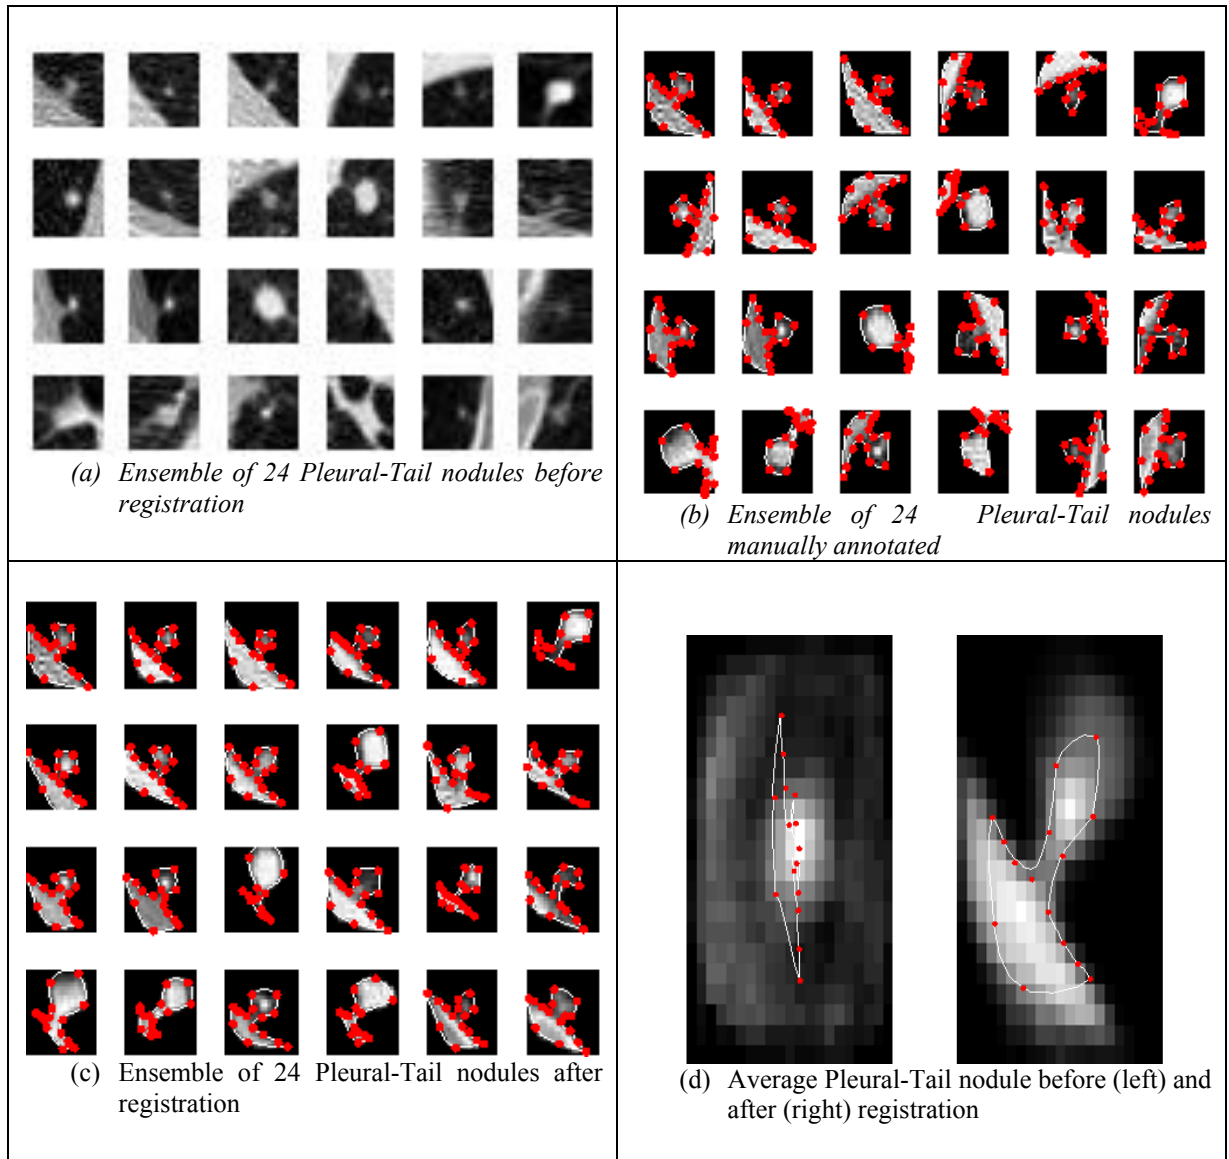 (a) Ensemble of 24 Pleural-Tail nodules before
registration
(b) Ensemble of 24 Pleural-Tail nodules
manually annotated
(c) Ensemble of 24 Pleural-Tail nodules after
registration
(d) Average Pleural-Tail nodule before (left) and
after (right) registration